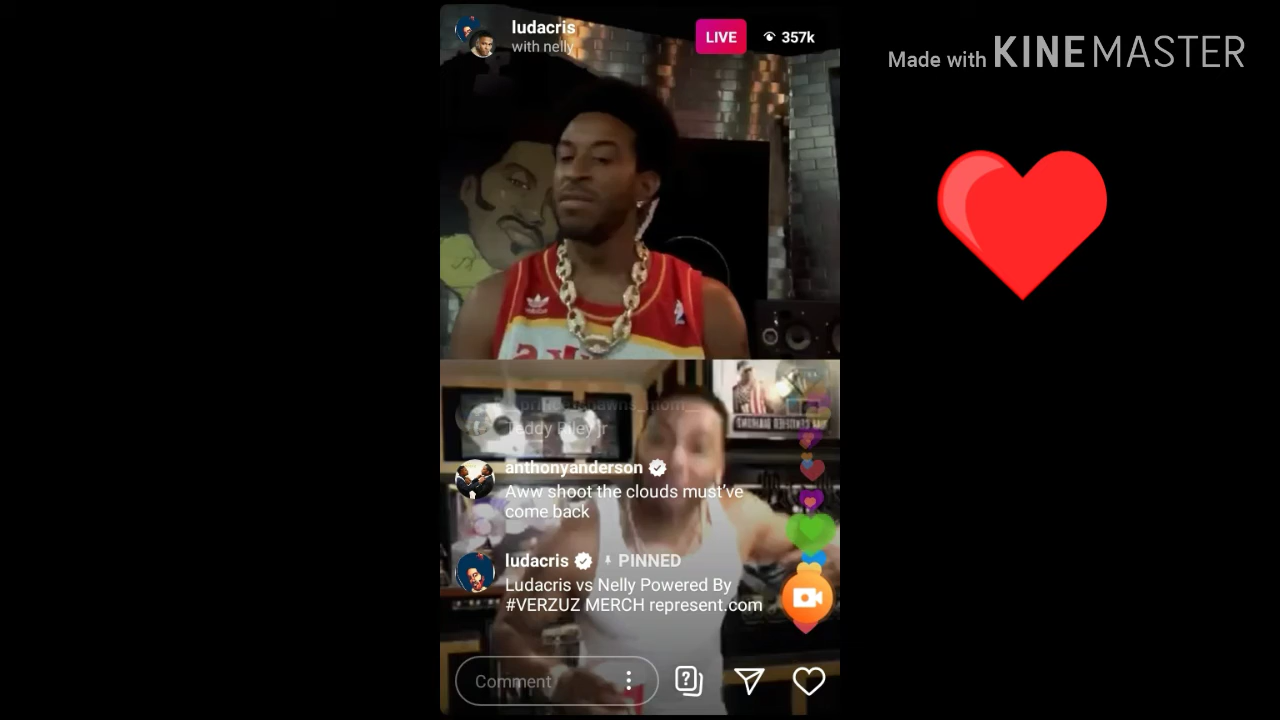 ludacris
with nelly
LIVE
357k
Made with KINEMASTER
Teddy Riley jr
anthonyanderson
Aww shoot the clouds must've
come back
ludacris PINNED
Ludacris vs Nelly Powered By
#VERZUZ MERCH represent.com
Comment